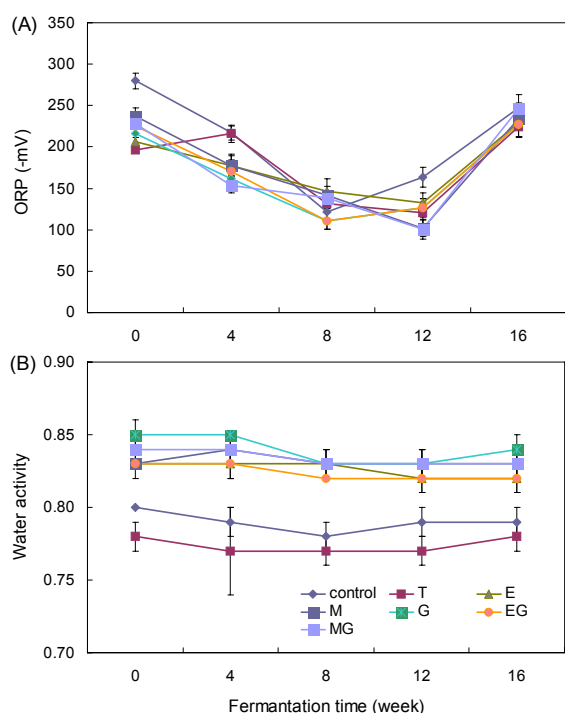 (A)
350
300
250
200
150
100
50
0
ORP (-mV)
0 4 8 12 16
(B)
0.90
0.85
0.80
0.75
0.70
Water activity
control T E
M G EG
MG
0 4 8 12 16
Fermantation time (week)